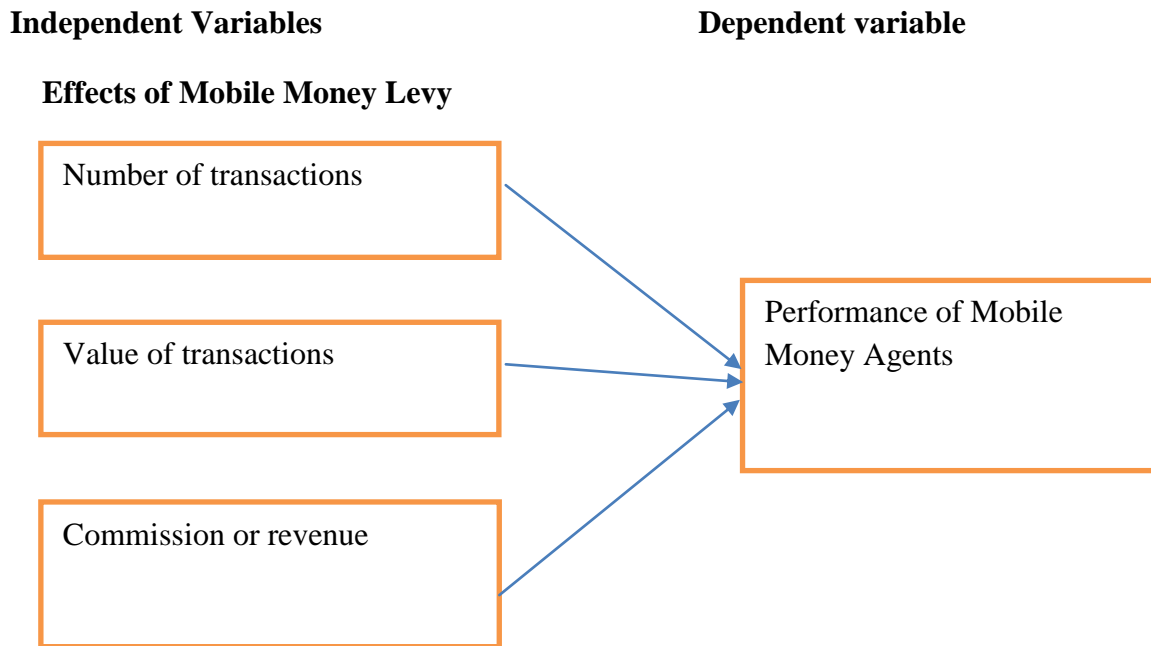 Independent Variables
Dependent variable
Effects of Mobile Money Levy
Number of transactions
Value of transactions
Commission or revenue
Performance of Mobile
Money Agents